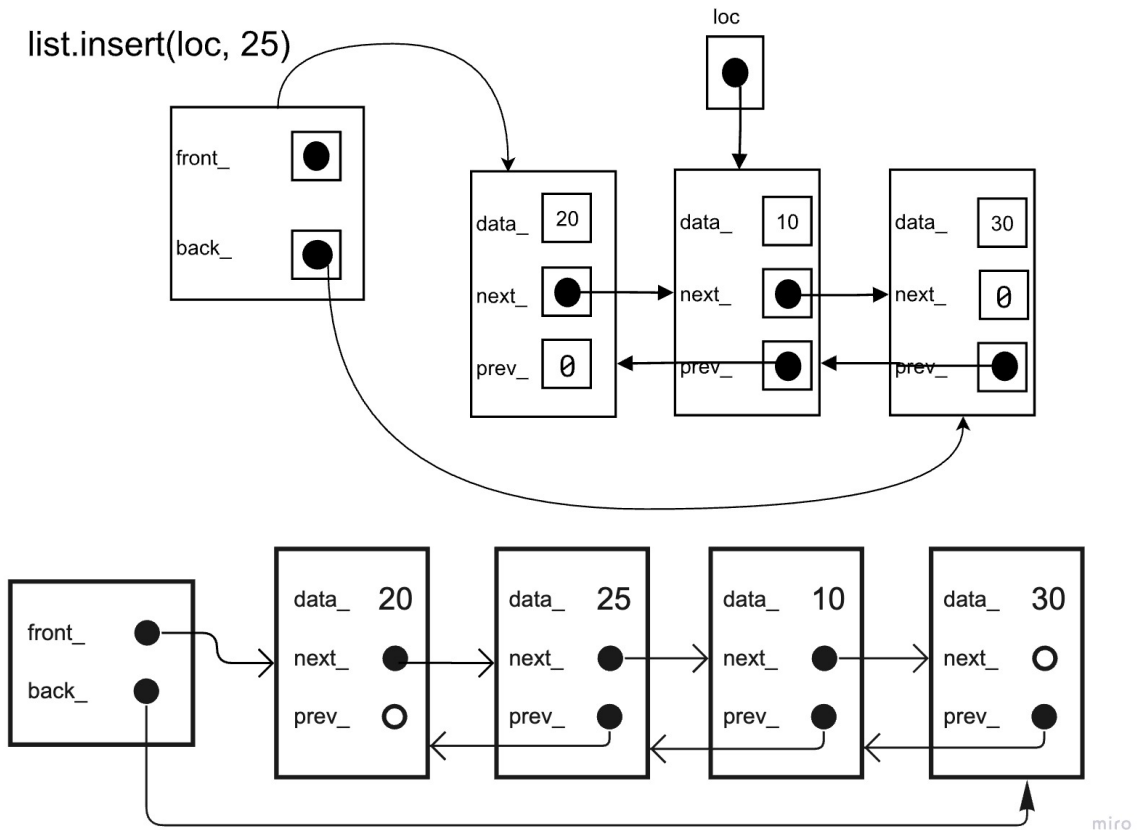 list.insert(loc, 25)
loc
front_
back_
data_ 20
next_
prev_ 0
data_ 10
next_
prev_
data_ 30
next_ 0
prev_
front_
back_
data_ 20
next_
prev_
data_ 25
next_
prev_
data_ 10
next_
prev_
data_ 30
next_
prev_
miro